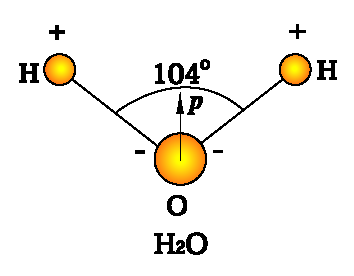 + +
H 104° H
p
- -
O
H2O